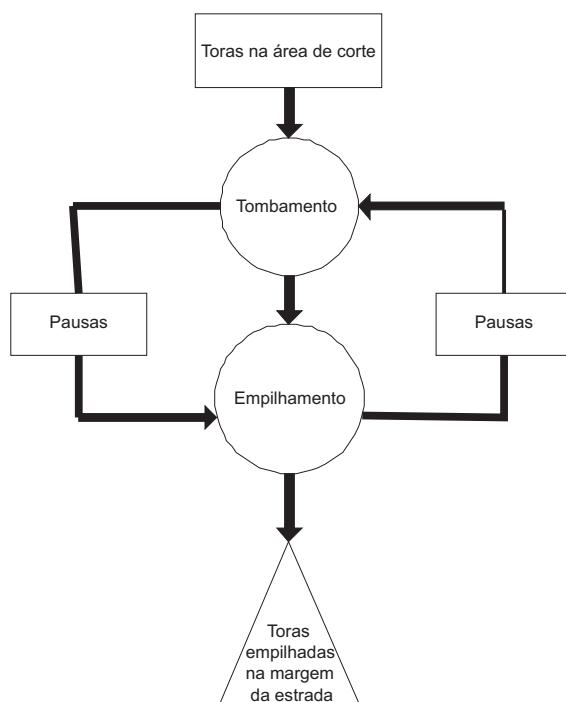 Toras na área de corte
Tombamento
Pausas
Pausas
Empilhamento
Toras
empilhadas
na margem
da estrada